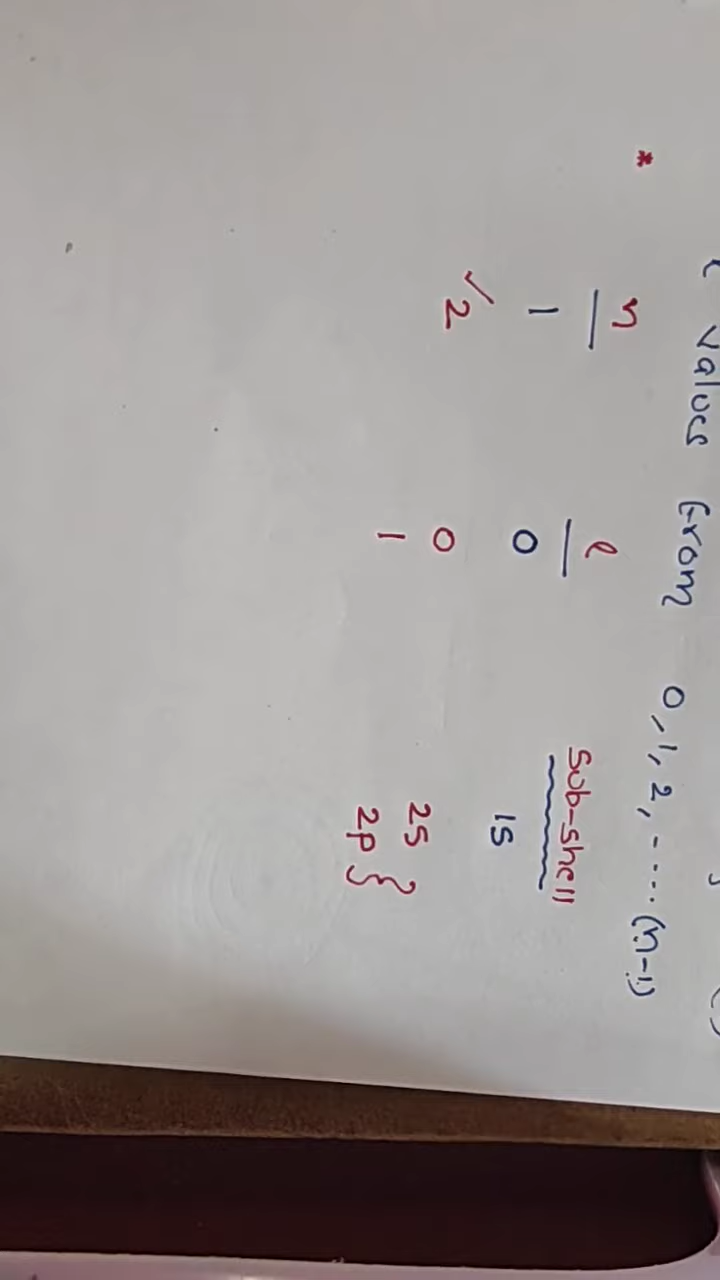 values from 0, 1, 2, ----- (n-1)
* n l Sub-shell
1 0 1s
✓2 0 2s
1 2p }